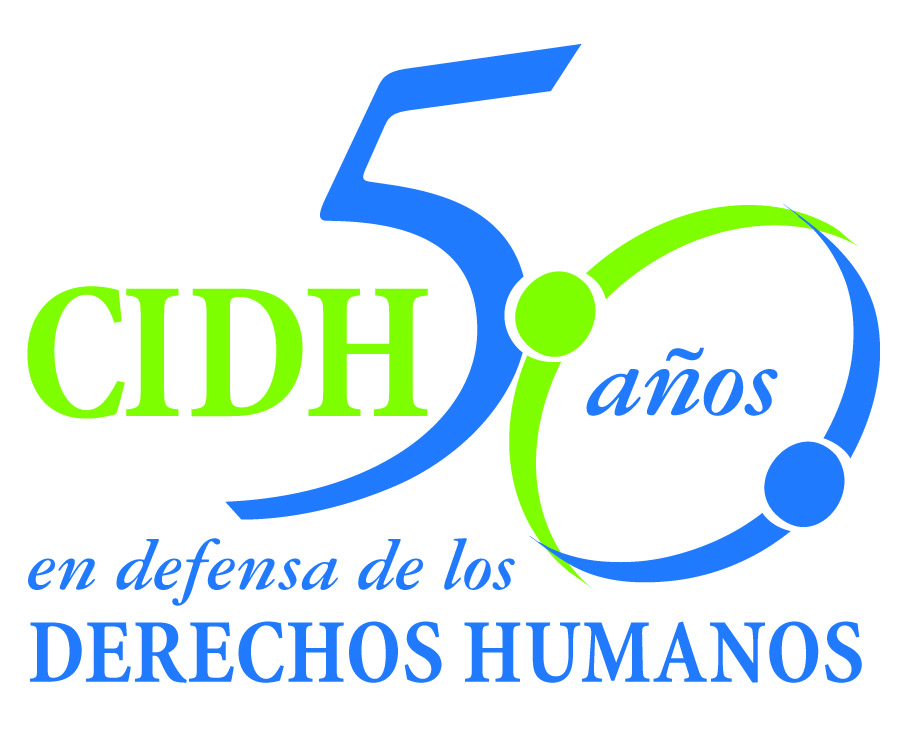 CIDH 50 años
en defensa de los
DERECHOS HUMANOS